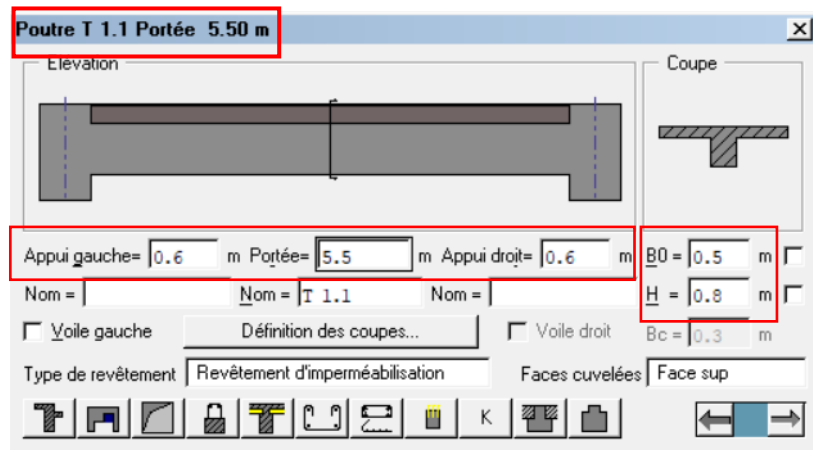 Poutre T 1.1 Portée 5.50 m
Elévation
Coupe
Appui gauche= 0.6 m Portée= 5.5 m Appui droit= 0.6 m B0 = 0.5 m
Nom = Nom = T 1.1 Nom = H = 0.8 m
Voile gauche Définition des coupes... Voile droit Bc = 0.3 m
Type de revêtement Revêtement d'imperméabilisation Faces cuvelées Face sup
K